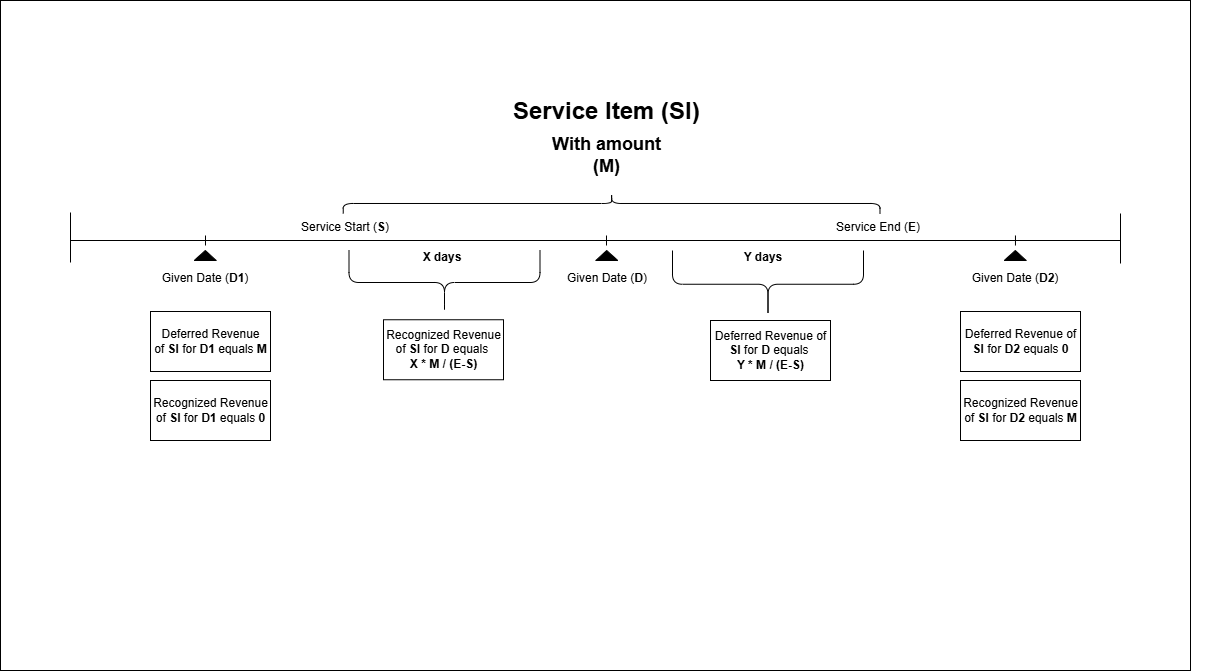 Service Item (SI)
With amount
(M)
Service Start (S)
Service End (E)
X days
Y days
Given Date (D1)
Given Date (D)
Given Date (D2)
Deferred Revenue
of SI for D1 equals M
Recognized Revenue
of SI for D1 equals 0
Recognized Revenue
of SI for D equals
X * M / (E-S)
Deferred Revenue of
SI for D equals
Y * M / (E-S)
Deferred Revenue of
SI for D2 equals 0
Recognized Revenue
of SI for D2 equals M